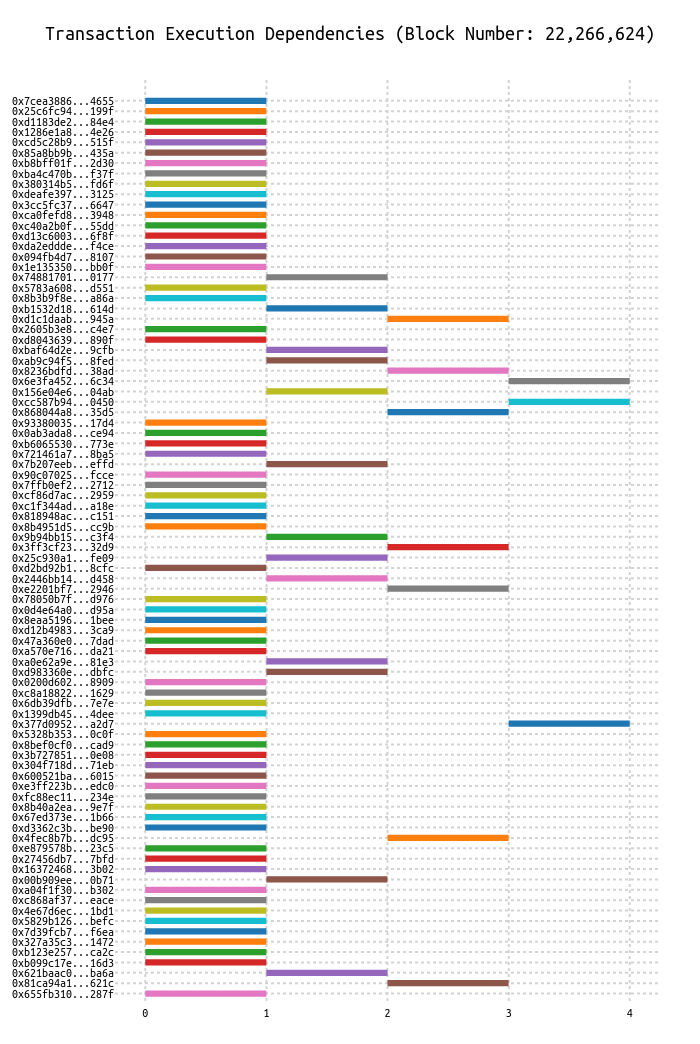 Transaction Execution Dependencies (Block Number: 22,266,624)
0x7cea3886...4655
0x25c6fc94...199f
0xd1183de2...84e4
0x1286e1a8...4e26
0xcd5c28b9...515f
0x85a8bb9b...435a
0xb8bff01f...2d30
0xba4c470b...f37f
0x380314b5...fd6f
0xdeafe397...3125
0x3cc5fc37...6647
0xca0fefd8...3948
0xc40a2b0f...55dd
0xd13c6003...6f8f
0xda2eddde...f4ce
0x094fb4d7...8107
0x1e135350...bb0f
0x74881701...0177
0x5783a608...d551
0x8b3b9f8e...a86a
0xb1532d18...614d
0xd1c1daab...945a
0x2605b3e8...c4e7
0xd8043639...890f
0xbaf64d2e...9cfb
0xab9c94f5...8fed
0x8236bdfd...38ad
0x6e3fa452...6c34
0x156e04e6...04ab
0xcc587b94...0450
0x868044a8...35d5
0x93380035...17d4
0x0ab3ada8...ce94
0xb6065530...773e
0x721461a7...8ba5
0x7b207eeb...effd
0x90c07025...fcce
0x7ffb0ef2...2712
0xcf86d7ac...2959
0xc1f344ad...a18e
0x818948ac...c151
0x8b4951d5...cc9b
0x9b94bb15...c3f4
0x3ff3cf23...32d9
0x25c930a1...fe09
0xd2bd92b1...8cfc
0x2446bb14...d458
0xe2201bf7...2946
0x78050b7f...d976
0x0d4e64a0...d95a
0x8eaa5196...1bee
0xd12b4983...3ca9
0x47a360e0...7dad
0xa570e716...da21
0xa0e62a9e...81e3
0xd983360e...dbfc
0x0200d602...8909
0xc8a18822...1629
0x6db39dfb...7e7e
0x1399db45...4dee
0x377d0952...a2d7
0x5328b353...0c0f
0x8bef0cf0...cad9
0x3b727851...0e08
0x304f718d...71eb
0x600521ba...6015
0xe3ff223b...edc0
0xfc88ec11...234e
0x8b40a2ea...9e7f
0x67ed373e...1b66
0xd3362c3b...be90
0x4fec8b7b...dc95
0xe879578b...23c5
0x27456db7...7bfd
0x16372468...3b02
0x00b909ee...0b71
0xa04f1f30...b302
0xc868af37...eace
0x4e67d6ec...1bd1
0x5829b126...befc
0x7d39fcb7...f6ea
0x327a35c3...1472
0xb123e257...ca2c
0xb099c17e...16d3
0x621baac0...ba6a
0x81ca94a1...621c
0x655fb310...287f
0 1 2 3 4